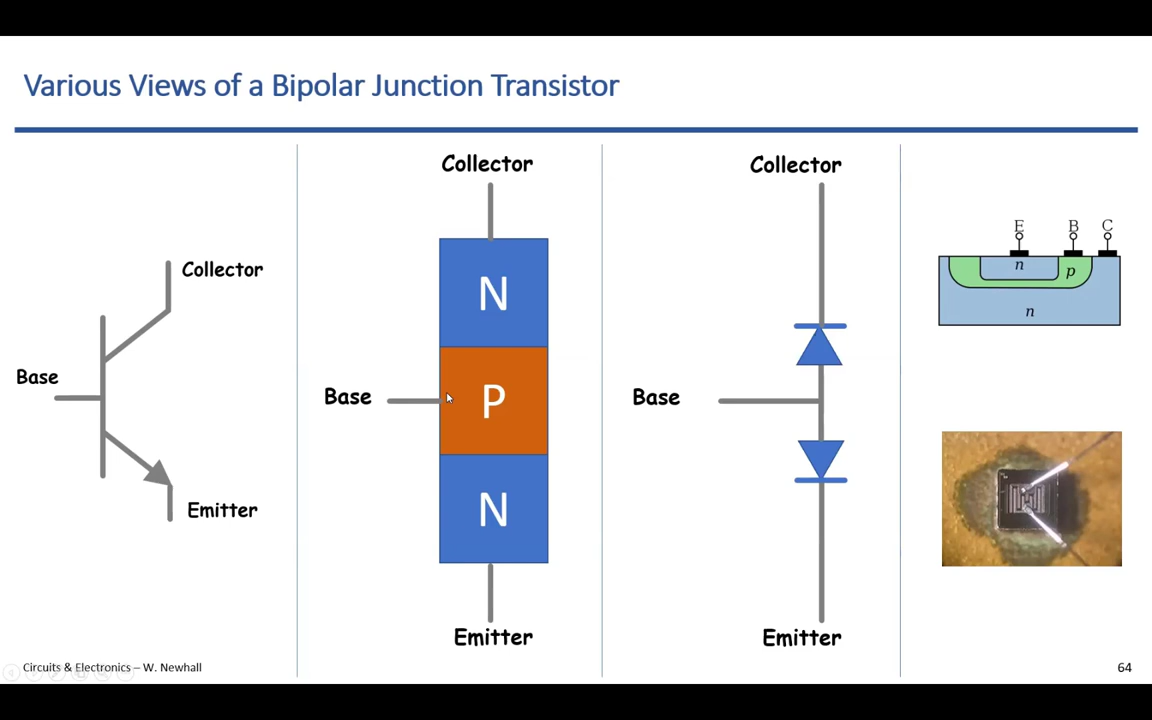 Various Views of a Bipolar Junction Transistor
Collector
Base
Emitter
Collector
N
P
N
Base
Emitter
Collector
Base
Emitter
E B C
n
p
n
Circuits & Electronics – W. Newhall
64